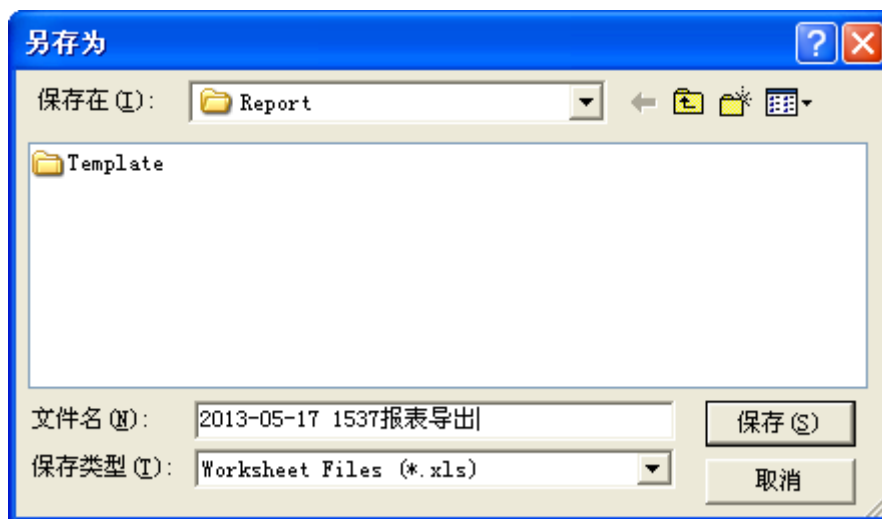 另存为
保存在(I):
Report
Template
文件名(N):
2013-05-17 1537报表导出
保存(S)
保存类型(T):
Worksheet Files (*.xls)
取消